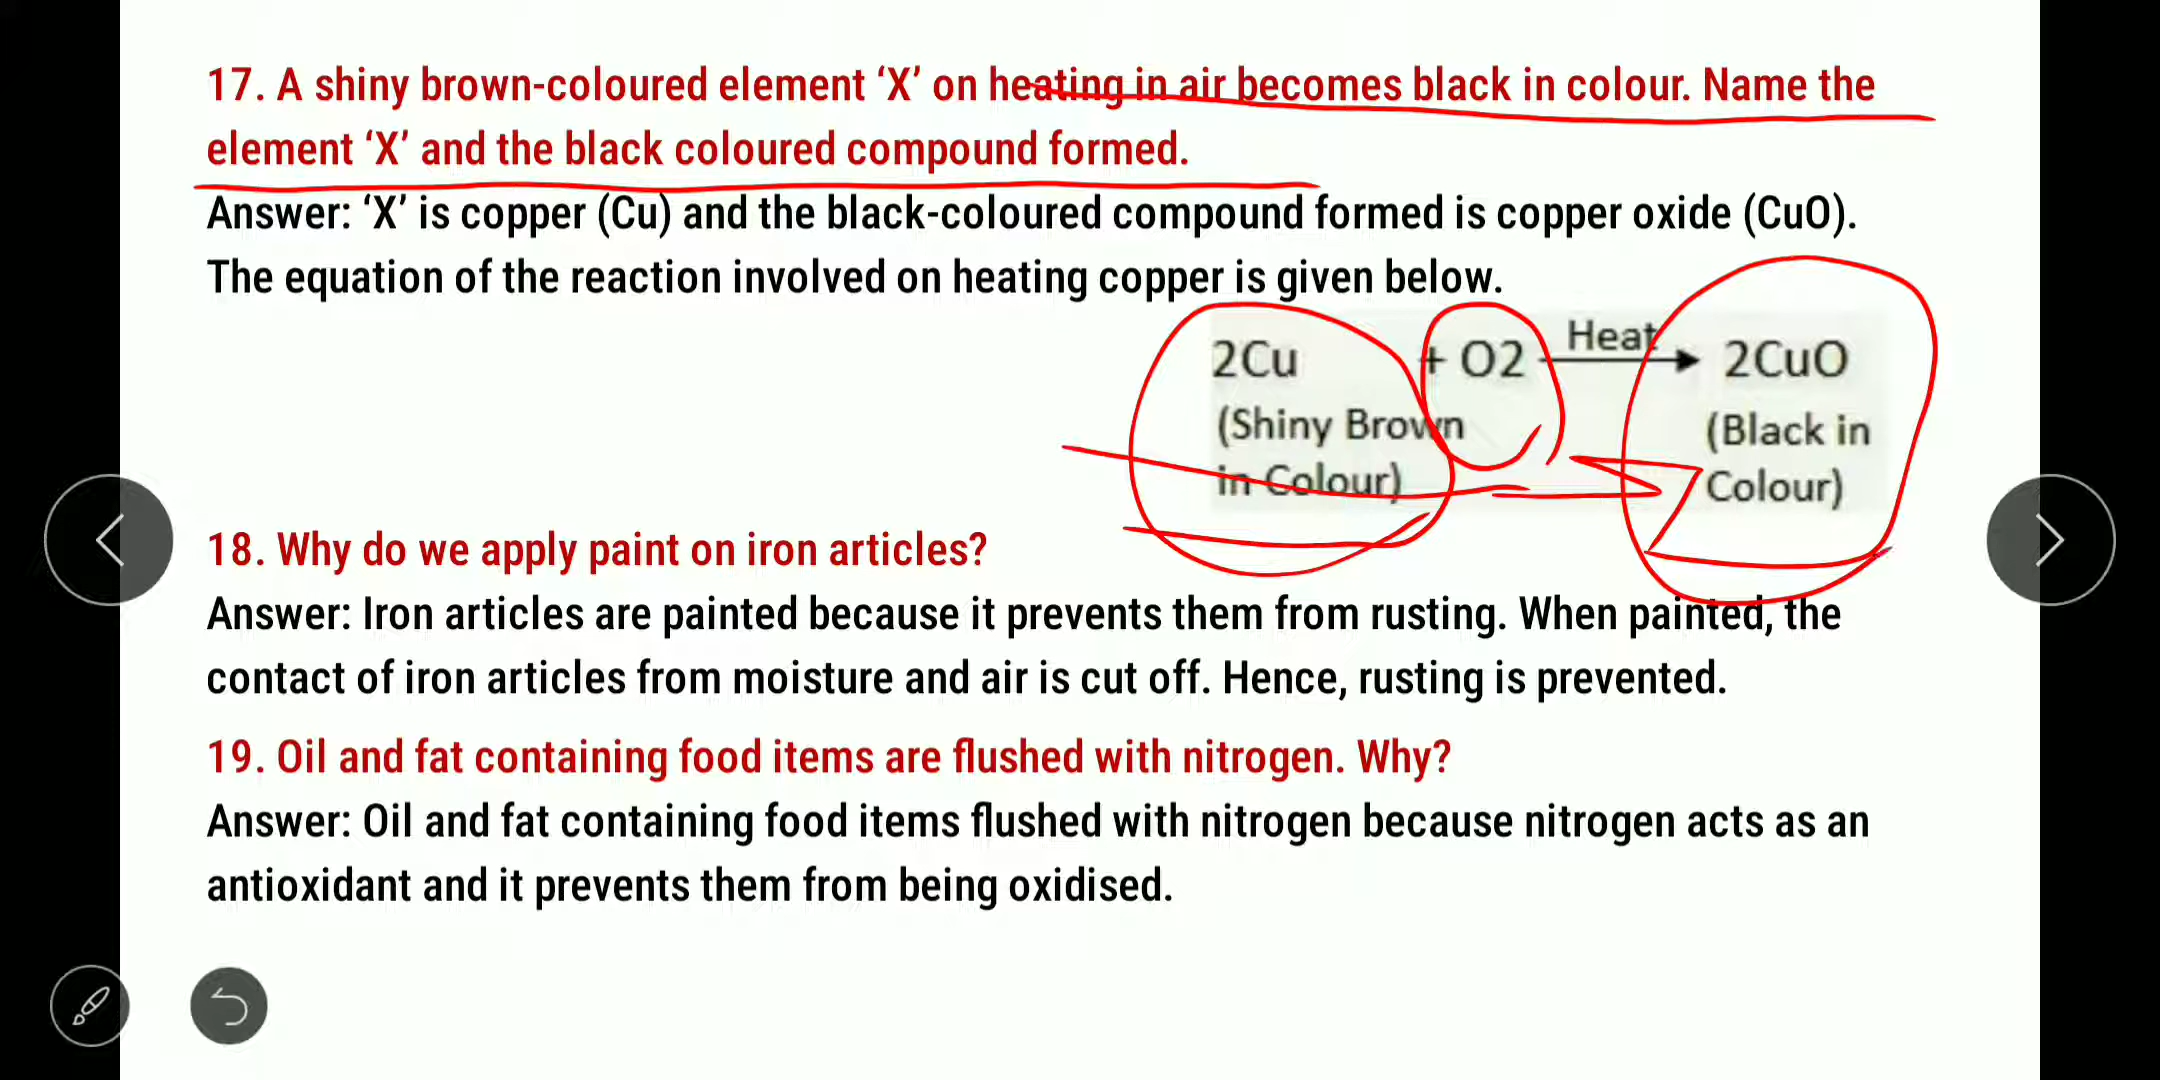 17. A shiny brown-coloured element ‘X’ on heating in air becomes black in colour. Name the
element ‘X’ and the black coloured compound formed.
Answer: ‘X’ is copper (Cu) and the black-coloured compound formed is copper oxide (CuO).
The equation of the reaction involved on heating copper is given below.
2Cu + O2 Heat 2CuO
(Shiny Brown (Black in
in Colour) Colour)
18. Why do we apply paint on iron articles?
Answer: Iron articles are painted because it prevents them from rusting. When painted, the
contact of iron articles from moisture and air is cut off. Hence, rusting is prevented.
19. Oil and fat containing food items are flushed with nitrogen. Why?
Answer: Oil and fat containing food items flushed with nitrogen because nitrogen acts as an
antioxidant and it prevents them from being oxidised.